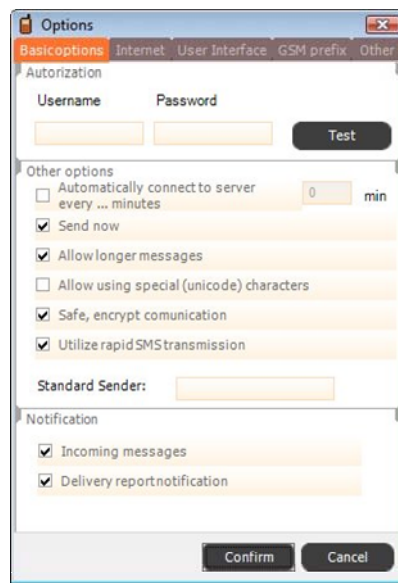 Options
Basicoptions Internet User Interface GSM prefix Other
Autorization
Username Password
Test
Other options
Automatically connect to server
every ... minutes 0 min
Send now
Allow longer messages
Allow using special (unicode) characters
Safe, encrypt comunication
Utilize rapid SMS transmission
Standard Sender:
Notification
Incoming messages
Delivery reportnotification
Confirm Cancel